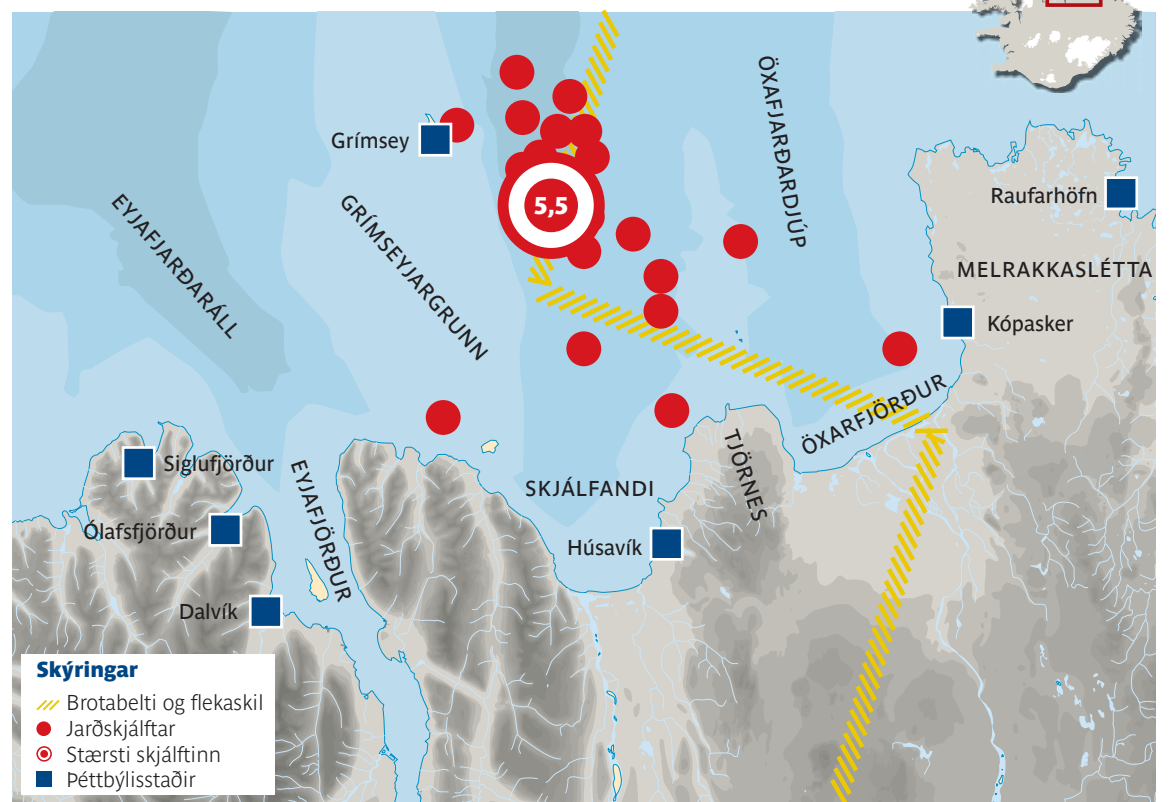 ÖXAFJARÐARDJÚP
Grímsey
Raufarhöfn
EYJAFJARÐARÁLL
GRÍMSEYJARGRUNN
5,5
MELRAKKASLÉTTA
Kópasker
ÖXARFJÖRÐUR
TJÖRNES
Siglufjörður
EYJAFJÖRÐUR
SKJÁLFANDI
Ólafsfjörður
Húsavík
Dalvík
Skýringar
Brotabelti og flekaskil
Jarðskjálftar
Stærsti skjálftinn
Þéttbýlisstaðir